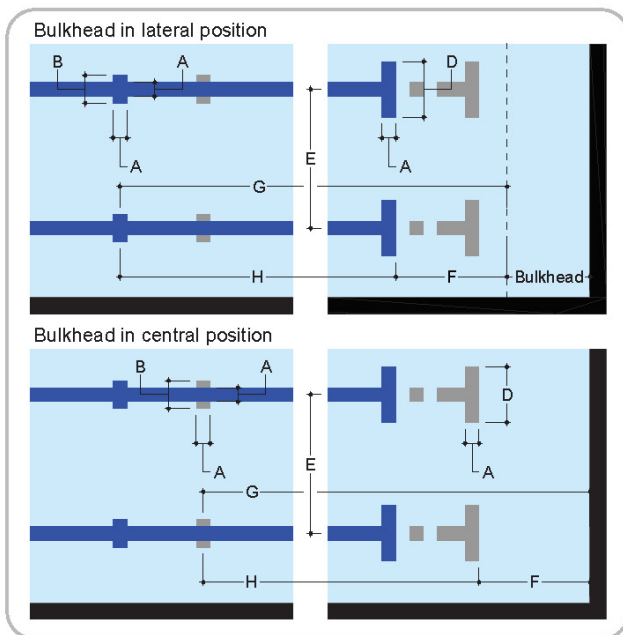 Bulkhead in lateral position
B A D
A E A
G
H F Bulkhead
Bulkhead in central position
B A
D
E
A A
G
H F